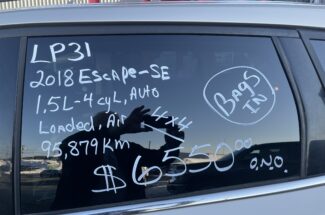 LP31
2018 EscApe-SE
1.5L-4cyL, Auto
Loaded, Air, 4x4
95,879 Km
$6550.00 O.N.O.
BAgS IN